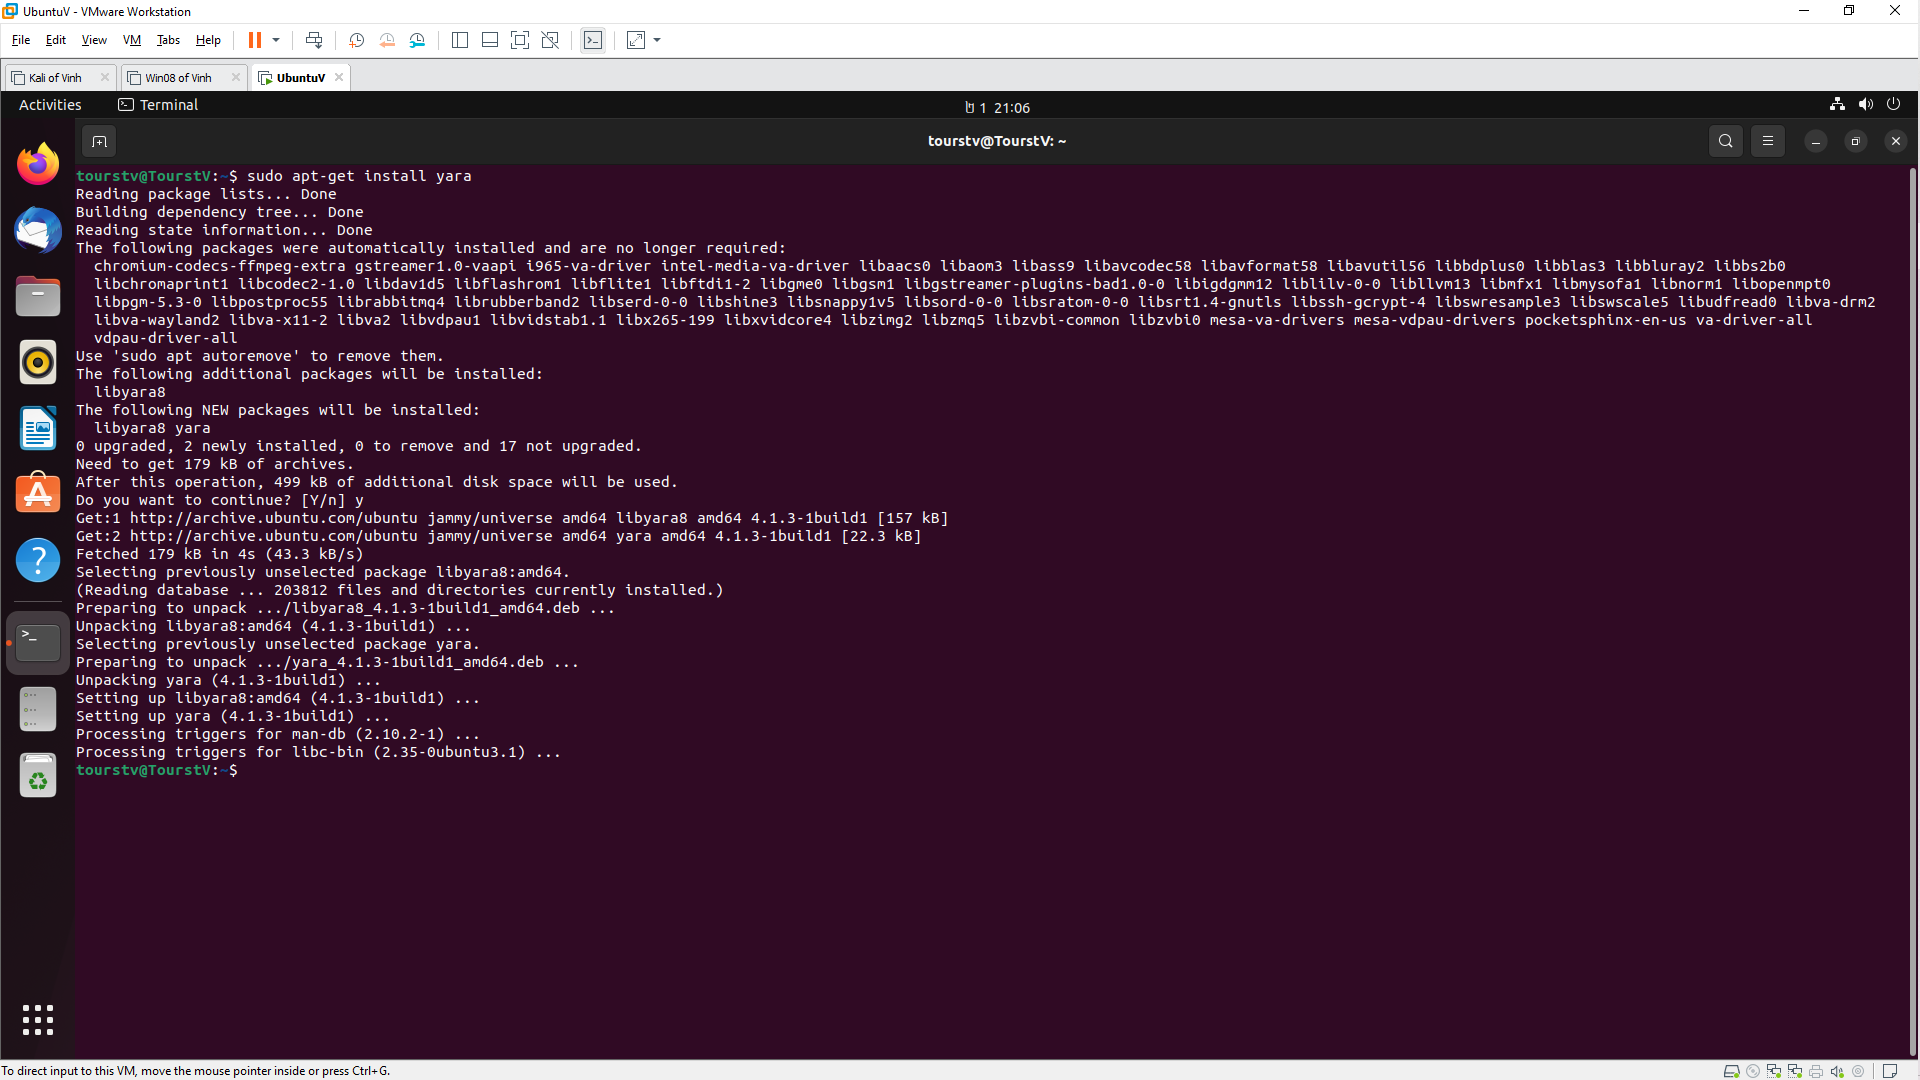 UbuntuV - VMware Workstation
File Edit View VM Tabs Help
Kali of Vinh Win08 of Vinh UbuntuV
Activities Terminal 1 21:06
tourstv@TourstV: ~
tourstv@TourstV:~$ sudo apt-get install yara
Reading package lists... Done
Building dependency tree... Done
Reading state information... Done
The following packages were automatically installed and are no longer required:
chromium-codecs-ffmpeg-extra gstreamer1.0-vaapi i965-va-driver intel-media-va-driver libaacs0 libaom3 libass9 libavcodec58 libavformat58 libavutil56 libbdplus0 libblas3 libbluray2 libbs2b0
libchromaprint1 libcodec2-1.0 libdav1d5 libflashrom1 libflite1 libftdi1-2 libgme0 libgsm1 libgstreamer-plugins-bad1.0-0 libigdgmm12 liblilv-0-0 libllvm13 libmfx1 libmysofa1 libnorm1 libopenmpt0
libpgm-5.3-0 libpostproc55 librabbitmq4 librubberband2 libserd-0-0 libshine3 libsnappy1v5 libsord-0-0 libsratom-0-0 libsrt1.4-gnutls libssh-gcrypt-4 libswresample3 libswscale5 libudfread0 libva-drm2
libva-wayland2 libva-x11-2 libva2 libvdpau1 libvidstab1.1 libx265-199 libxvidcore4 libzimg2 libzmq5 libzvbi-common libzvbi0 mesa-va-drivers mesa-vdpau-drivers pocketsphinx-en-us va-driver-all
vdpau-driver-all
Use 'sudo apt autoremove' to remove them.
The following additional packages will be installed:
libyara8
The following NEW packages will be installed:
libyara8 yara
0 upgraded, 2 newly installed, 0 to remove and 17 not upgraded.
Need to get 179 kB of archives.
After this operation, 499 kB of additional disk space will be used.
Do you want to continue? [Y/n] y
Get:1 http://archive.ubuntu.com/ubuntu jammy/universe amd64 libyara8 amd64 4.1.3-1build1 [157 kB]
Get:2 http://archive.ubuntu.com/ubuntu jammy/universe amd64 yara amd64 4.1.3-1build1 [22.3 kB]
Fetched 179 kB in 4s (43.3 kB/s)
Selecting previously unselected package libyara8:amd64.
(Reading database ... 203812 files and directories currently installed.)
Preparing to unpack .../libyara8_4.1.3-1build1_amd64.deb ...
Unpacking libyara8:amd64 (4.1.3-1build1) ...
Selecting previously unselected package yara.
Preparing to unpack .../yara_4.1.3-1build1_amd64.deb ...
Unpacking yara (4.1.3-1build1) ...
Setting up libyara8:amd64 (4.1.3-1build1) ...
Setting up yara (4.1.3-1build1) ...
Processing triggers for man-db (2.10.2-1) ...
Processing triggers for libc-bin (2.35-0ubuntu3.1) ...
tourstv@TourstV:~$
To direct input to this VM, move the mouse pointer inside or press Ctrl+G.